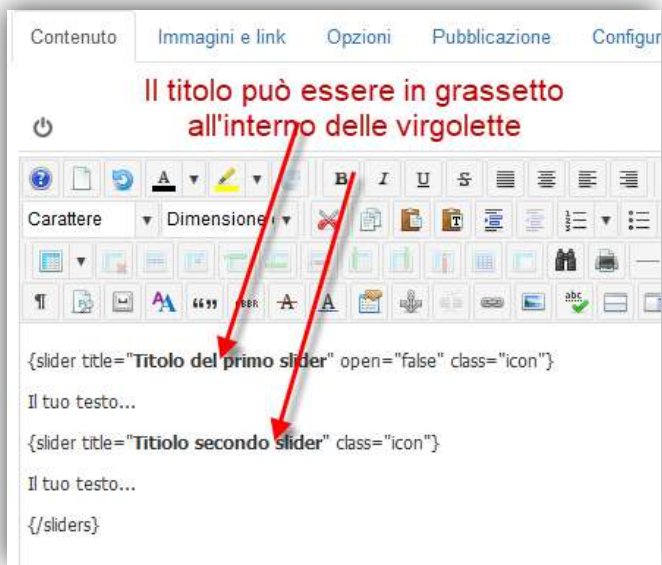 Contenuto Immagini e link Opzioni Pubblicazione Configur
Il titolo può essere in grassetto
all'interno delle virgolette
A B I U S
Carattere Dimensione
¶ A A “” ABBR A A abc
{slider title="Titolo del primo slider" open="false" class="icon"}
Il tuo testo...
{slider title="Titiolo secondo slider" class="icon"}
Il tuo testo...
{/sliders}